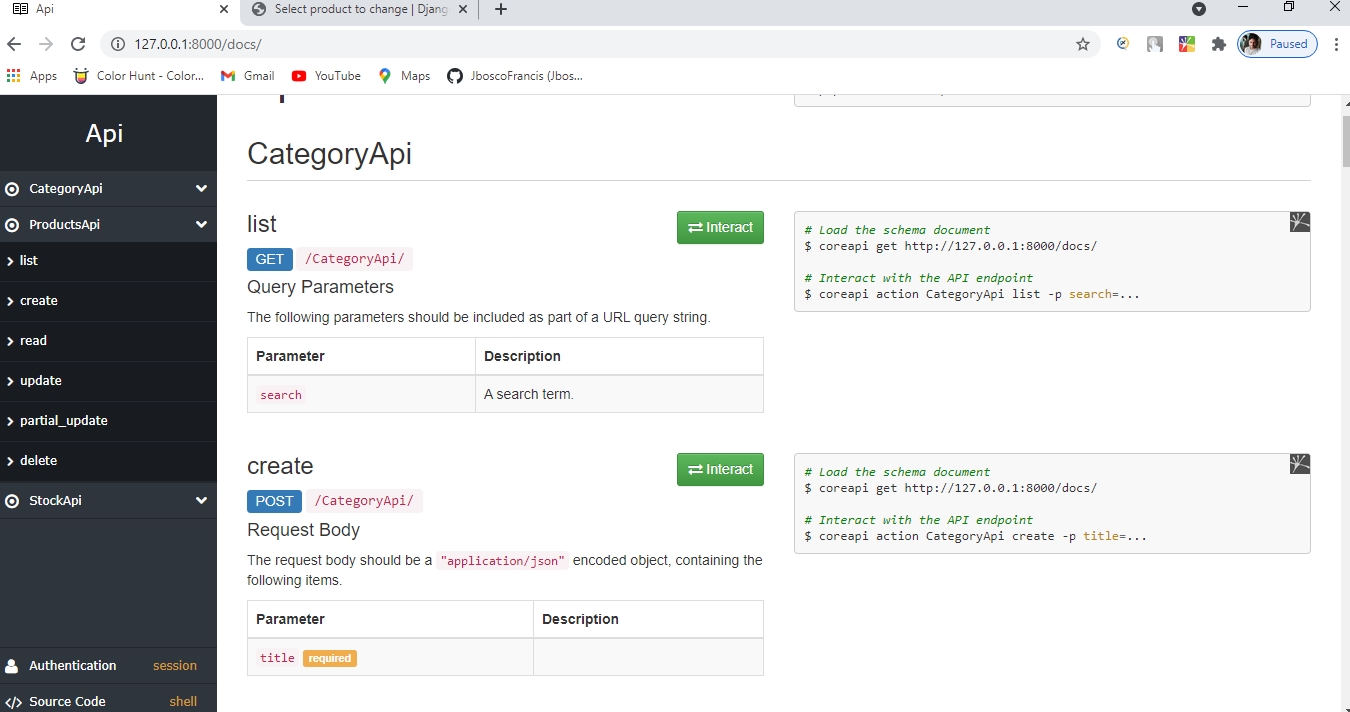 Api
Select product to change | Djang
127.0.0.1:8000/docs/
Paused
Apps
Color Hunt - Color...
Gmail
YouTube
Maps
JboscoFrancis (Jbos...
Api
CategoryApi
ProductsApi
list
create
read
update
partial_update
delete
StockApi
Authentication session
Source Code shell
CategoryApi
list
Interact
GET /CategoryApi/
Query Parameters
The following parameters should be included as part of a URL query string.
Parameter Description
search A search term.
# Load the schema document
$ coreapi get http://127.0.0.1:8000/docs/
# Interact with the API endpoint
$ coreapi action CategoryApi list -p search=...
create
Interact
POST /CategoryApi/
Request Body
The request body should be a "application/json" encoded object, containing the
following items.
Parameter Description
title required
# Load the schema document
$ coreapi get http://127.0.0.1:8000/docs/
# Interact with the API endpoint
$ coreapi action CategoryApi create -p title=...